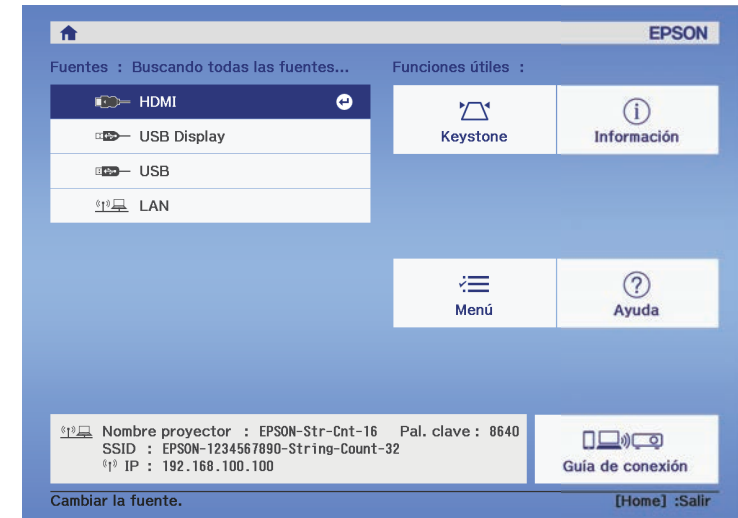 EPSON
Fuentes : Buscando todas las fuentes...
HDMI
USB Display
USB
LAN
Funciones útiles :
Keystone
Información
Menú
Ayuda
Nombre proyector : EPSON-Str-Cnt-16 Pal. clave : 8640
SSID : EPSON-1234567890-String-Count-32
IP : 192.168.100.100
Guía de conexión
Cambiar la fuente.
[Home] :Salir